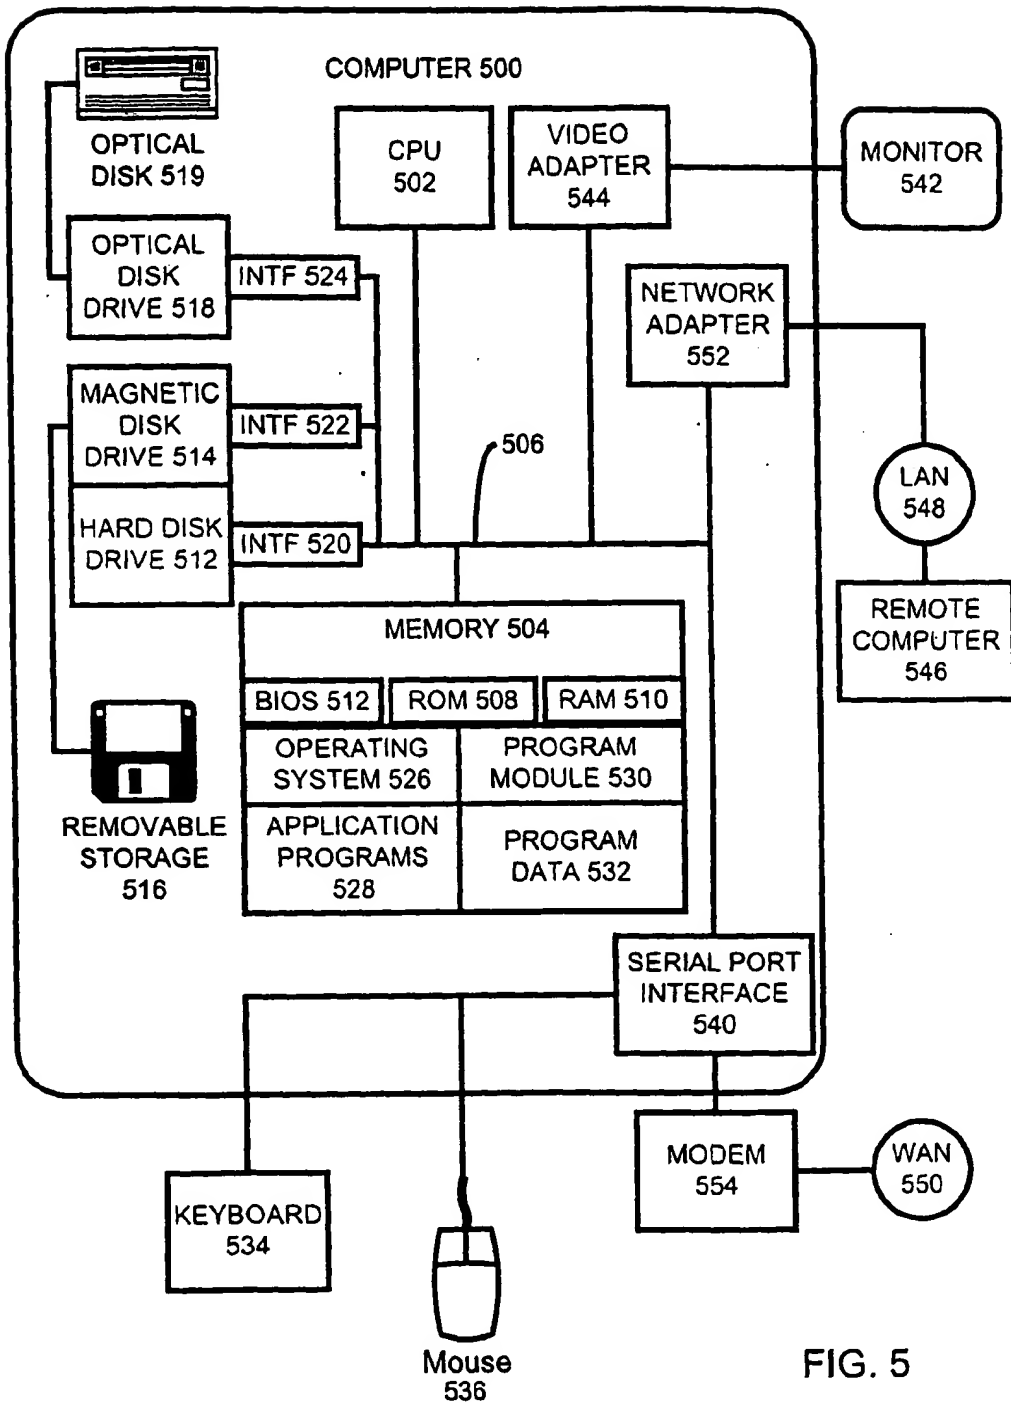 COMPUTER 500
OPTICAL
DISK 519
CPU
502
VIDEO
ADAPTER
544
MONITOR
542
OPTICAL
DISK
DRIVE 518
INTF 524
NETWORK
ADAPTER
552
MAGNETIC
DISK
DRIVE 514
INTF 522
506
LAN
548
HARD DISK
DRIVE 512
INTF 520
REMOTE
COMPUTER
546
MEMORY 504
BIOS 512
ROM 508
RAM 510
OPERATING
SYSTEM 526
PROGRAM
MODULE 530
REMOVABLE
STORAGE
516
APPLICATION
PROGRAMS
528
PROGRAM
DATA 532
SERIAL PORT
INTERFACE
540
MODEM
554
WAN
550
KEYBOARD
534
Mouse
536
FIG. 5